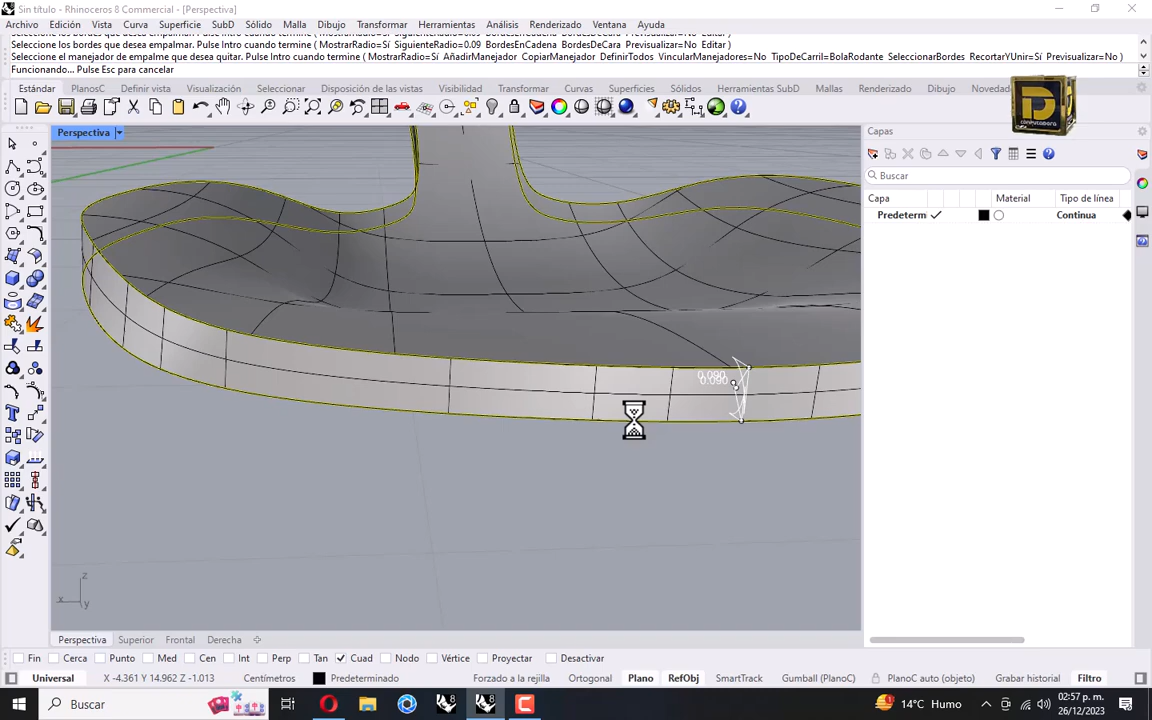 Sin título - Rhinoceros 8 Commercial - [Perspectiva]
Archivo Edición Vista Curva Superficie SubD Sólido Malla Dibujo Transformar Herramientas Análisis Renderizado Ventana Ayuda
Seleccione los bordes que desea empalmar. Pulse Intro cuando termine ( MostrarRadio=Sí SiguienteRadio=0.09 BordesEnCadena BordesDeCara Previsualizar=No Editar )
Seleccione el manejador de empalme que desea quitar. Pulse Intro cuando termine ( MostrarRadio=Sí AñadirManejador CopiarManejador DefinirTodos VincularManejadores=No TipoDeCarril=BolaRodante SeleccionarBordes RecortarYUnir=Sí Previsualizar=No )
Funcionando... Pulse Esc para cancelar
Estándar PlanosC Definir vista Visualización Seleccionar Disposición de las vistas Visibilidad Transformar Curvas Superficies Sólidos Herramientas SubD Mallas Renderizado Dibujo Novedad
Perspectiva
Capas
Buscar
Capa Material Tipo de línea
Predeterm Continua
0.090
0.090
z
x y
Perspectiva Superior Frontal Derecha
Fin Cerca Punto Med Cen Int Perp Tan Cuad Nodo Vértice Proyectar Desactivar
Universal X -4.361 Y 14.962 Z -1.013 Centímetros Predeterminado Forzado a la rejilla Ortogonal Plano RefObj SmartTrack Gumball (PlanoC) PlanoC auto (objeto) Grabar historial Filtro
Buscar 14°C Humo 02:57 p. m.
26/12/2023